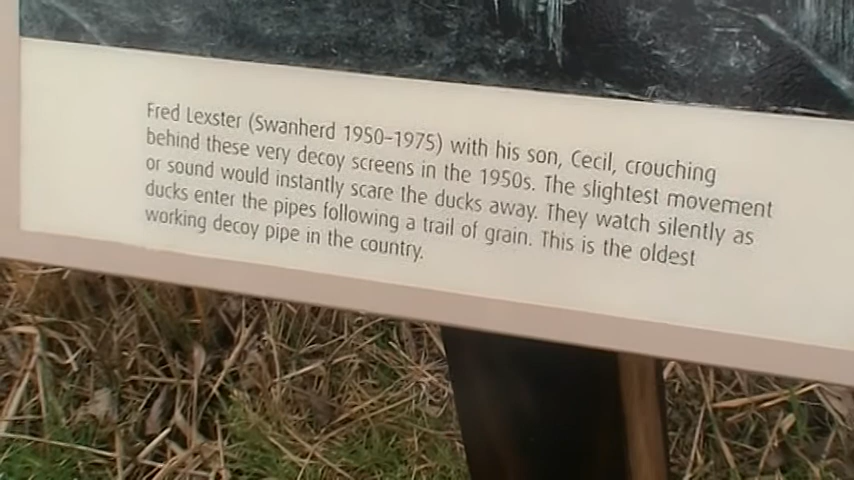 Fred Lexster (Swanherd 1950–1975) with his son, Cecil, crouching
behind these very decoy screens in the 1950s. The slightest movement
or sound would instantly scare the ducks away. They watch silently as
ducks enter the pipes following a trail of grain. This is the oldest
working decoy pipe in the country.